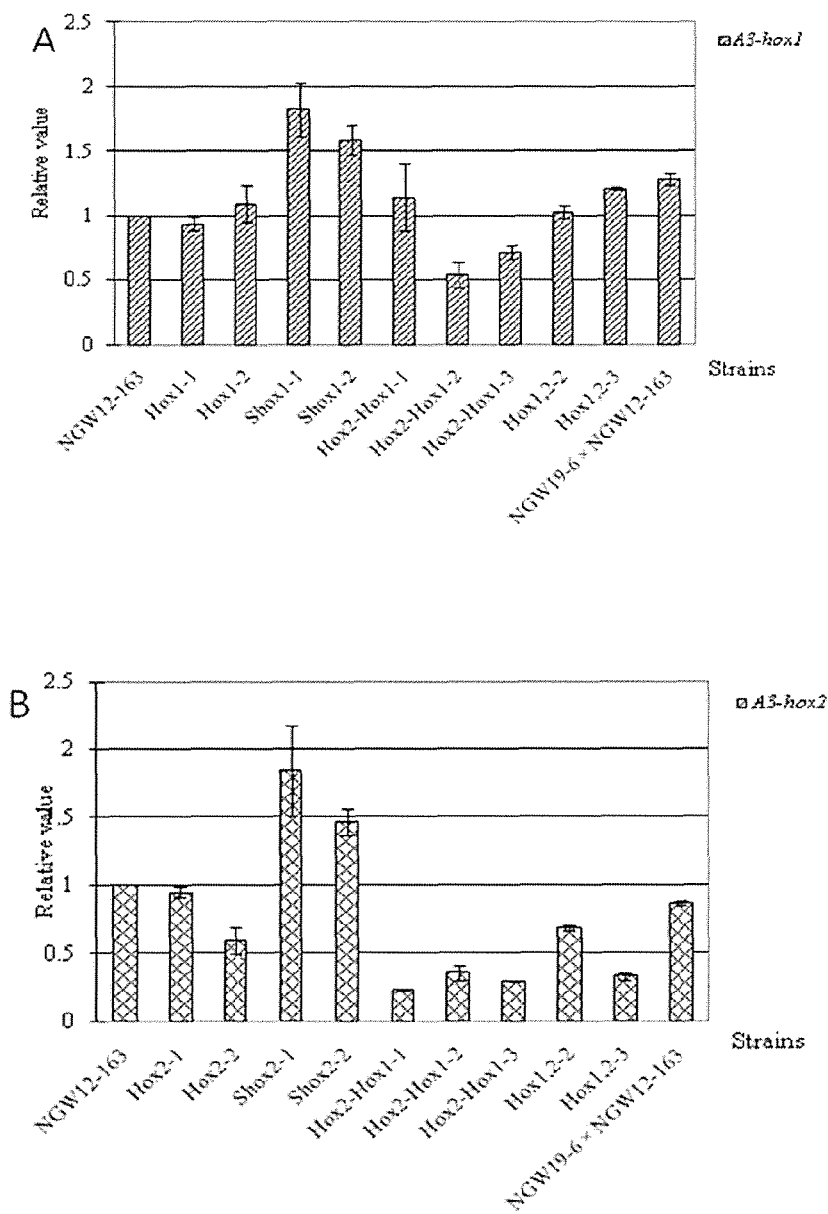 A
2.5
2
1.5
1
0.5
0
Relative value
A3-hox1
Strains
NGW12-163
Hox1-1
Hox1-2
Shox1-1
Shox1-2
Hox2-Hox1-1
Hox2-Hox1-2
Hox2-Hox1-3
Hox1,2-2
Hox1,2-3
NGW19-6 × NGW12-163
B
2.5
2
1.5
1
0.5
0
Relative value
A3-hox2
Strains
NGW12-163
Hox2-1
Hox2-2
Shox2-1
Shox2-2
Hox2-Hox1-1
Hox2-Hox1-2
Hox2-Hox1-3
Hox1,2-2
Hox1,2-3
NGW19-6 × NGW12-163